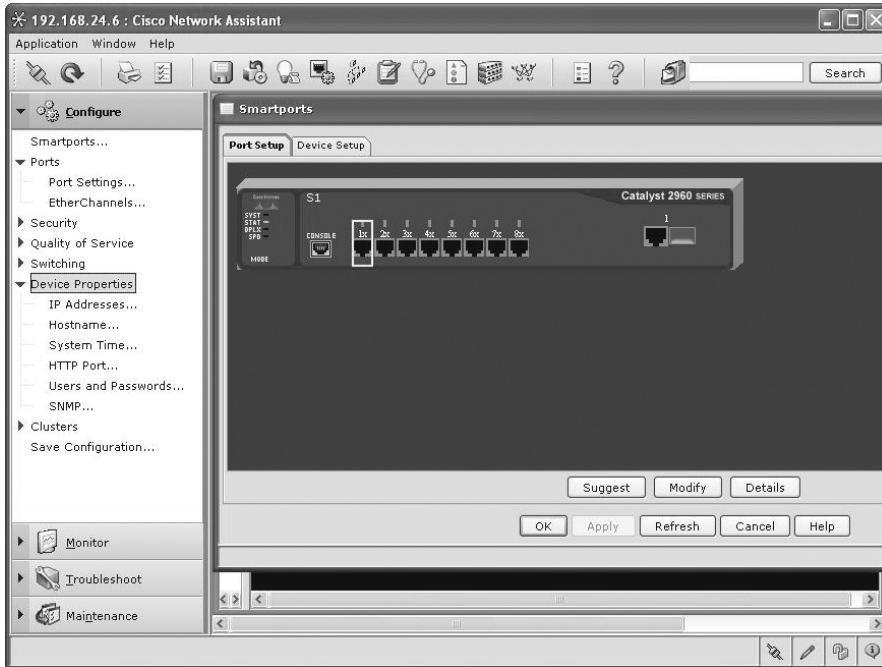 192.168.24.6 : Cisco Network Assistant
Application Window Help
Search
Configure
Smartports...
Ports
Port Settings...
EtherChannels...
Security
Quality of Service
Switching
Device Properties
IP Addresses...
Hostname...
System Time...
HTTP Port...
Users and Passwords...
SNMP...
Clusters
Save Configuration...
Monitor
Troubleshoot
Maintenance
Smartports
Port Setup Device Setup
S1
Catalyst 2960 SERIES
SYST
STAT
DPLX
SPD
MODE
CONSOLE
1x 2x 3x 4x 5x 6x 7x 8x
1
Suggest Modify Details
OK Apply Refresh Cancel Help